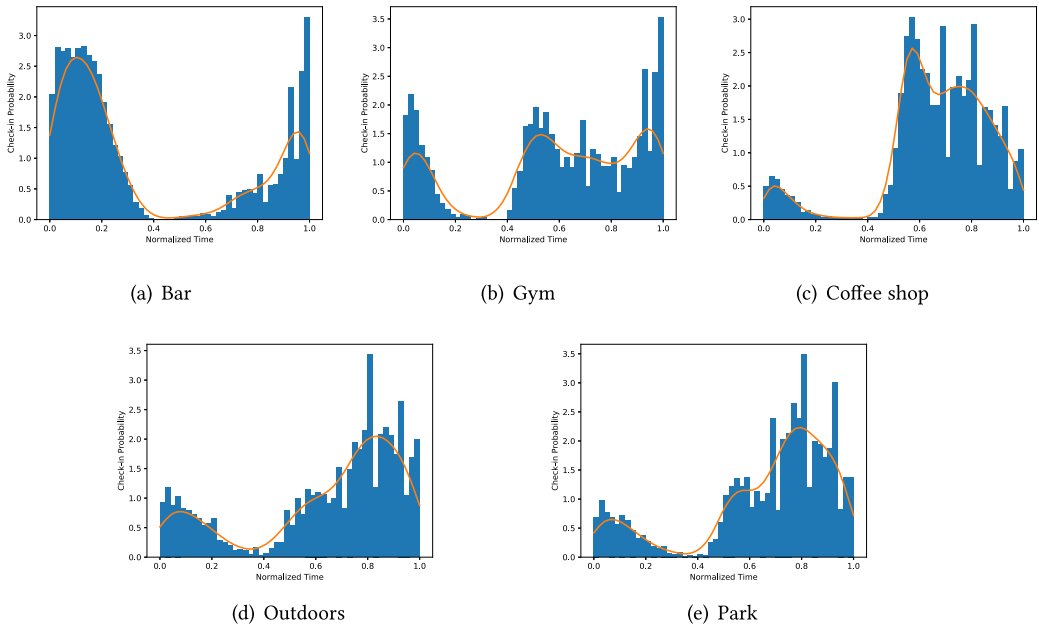 3.0
2.5
2.0
1.5
1.0
0.5
0.0
Check-in Probability
0.0 0.2 0.4 0.6 0.8 1.0
Normalized Time
(a) Bar
3.5
3.0
2.5
2.0
1.5
1.0
0.5
0.0
Check-in Probability
0.0 0.2 0.4 0.6 0.8 1.0
Normalized Time
(b) Gym
3.0
2.5
2.0
1.5
1.0
0.5
0.0
Check-in Probability
0.0 0.2 0.4 0.6 0.8 1.0
Normalized Time
(c) Coffee shop
3.5
3.0
2.5
2.0
1.5
1.0
0.5
0.0
Check-in Probability
0.0 0.2 0.4 0.6 0.8 1.0
Normalized Time
(d) Outdoors
3.5
3.0
2.5
2.0
1.5
1.0
0.5
0.0
Check-in Probability
0.0 0.2 0.4 0.6 0.8 1.0
Normalized Time
(e) Park